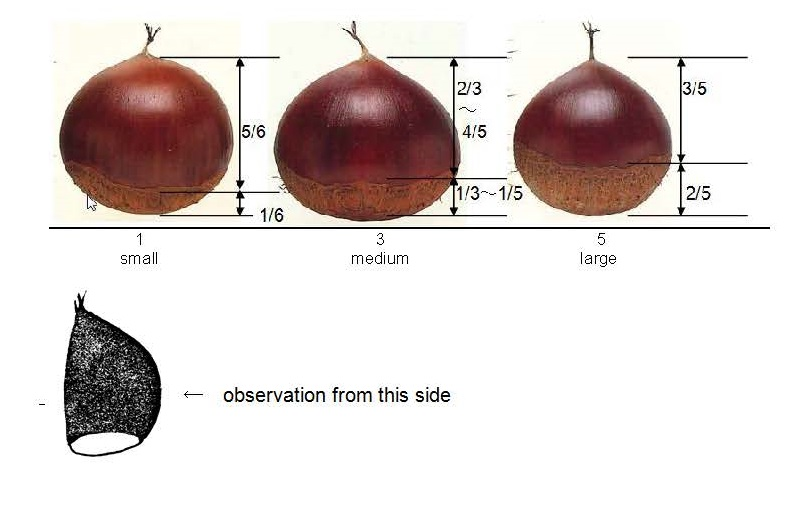 5/6
1/6
2/3
~
4/5
1/3~1/5
3/5
2/5
1
small
3
medium
5
large
← observation from this side